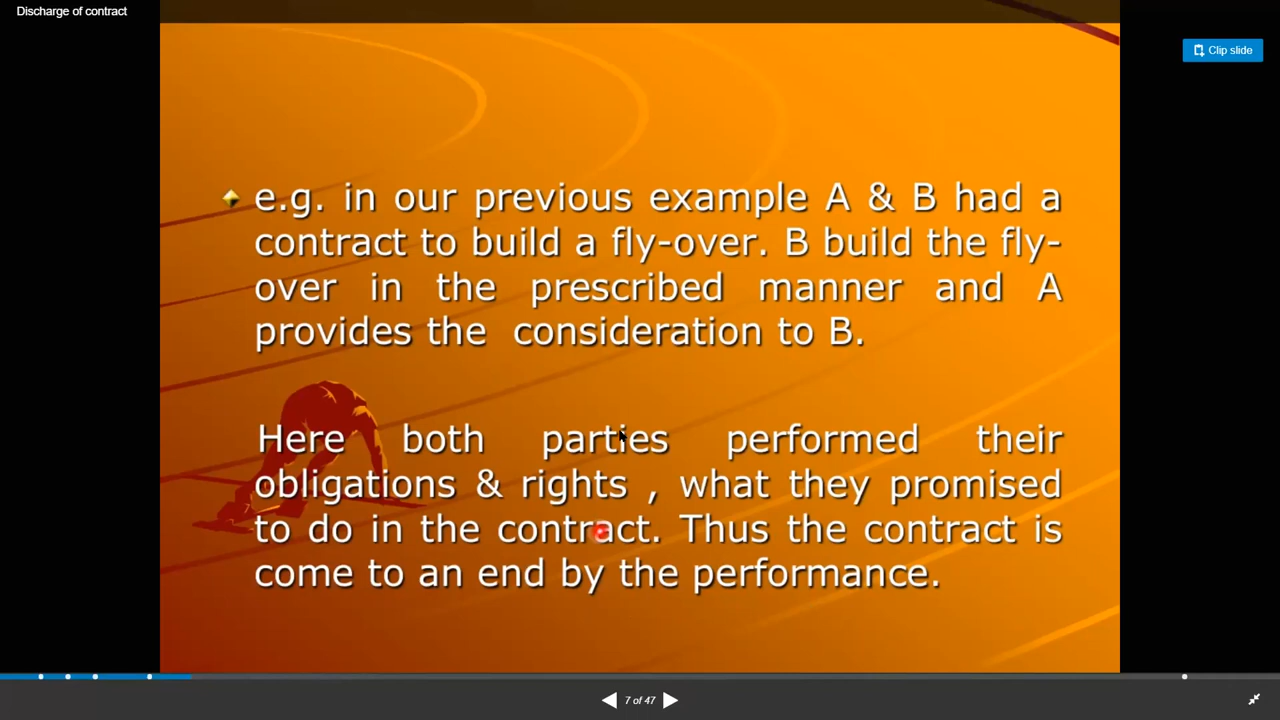 Discharge of contract
Clip slide
e.g. in our previous example A & B had a
contract to build a fly-over. B build the fly-
over in the prescribed manner and A
provides the consideration to B.
Here both parties performed their
obligations & rights , what they promised
to do in the contract. Thus the contract is
come to an end by the performance.
7 of 47